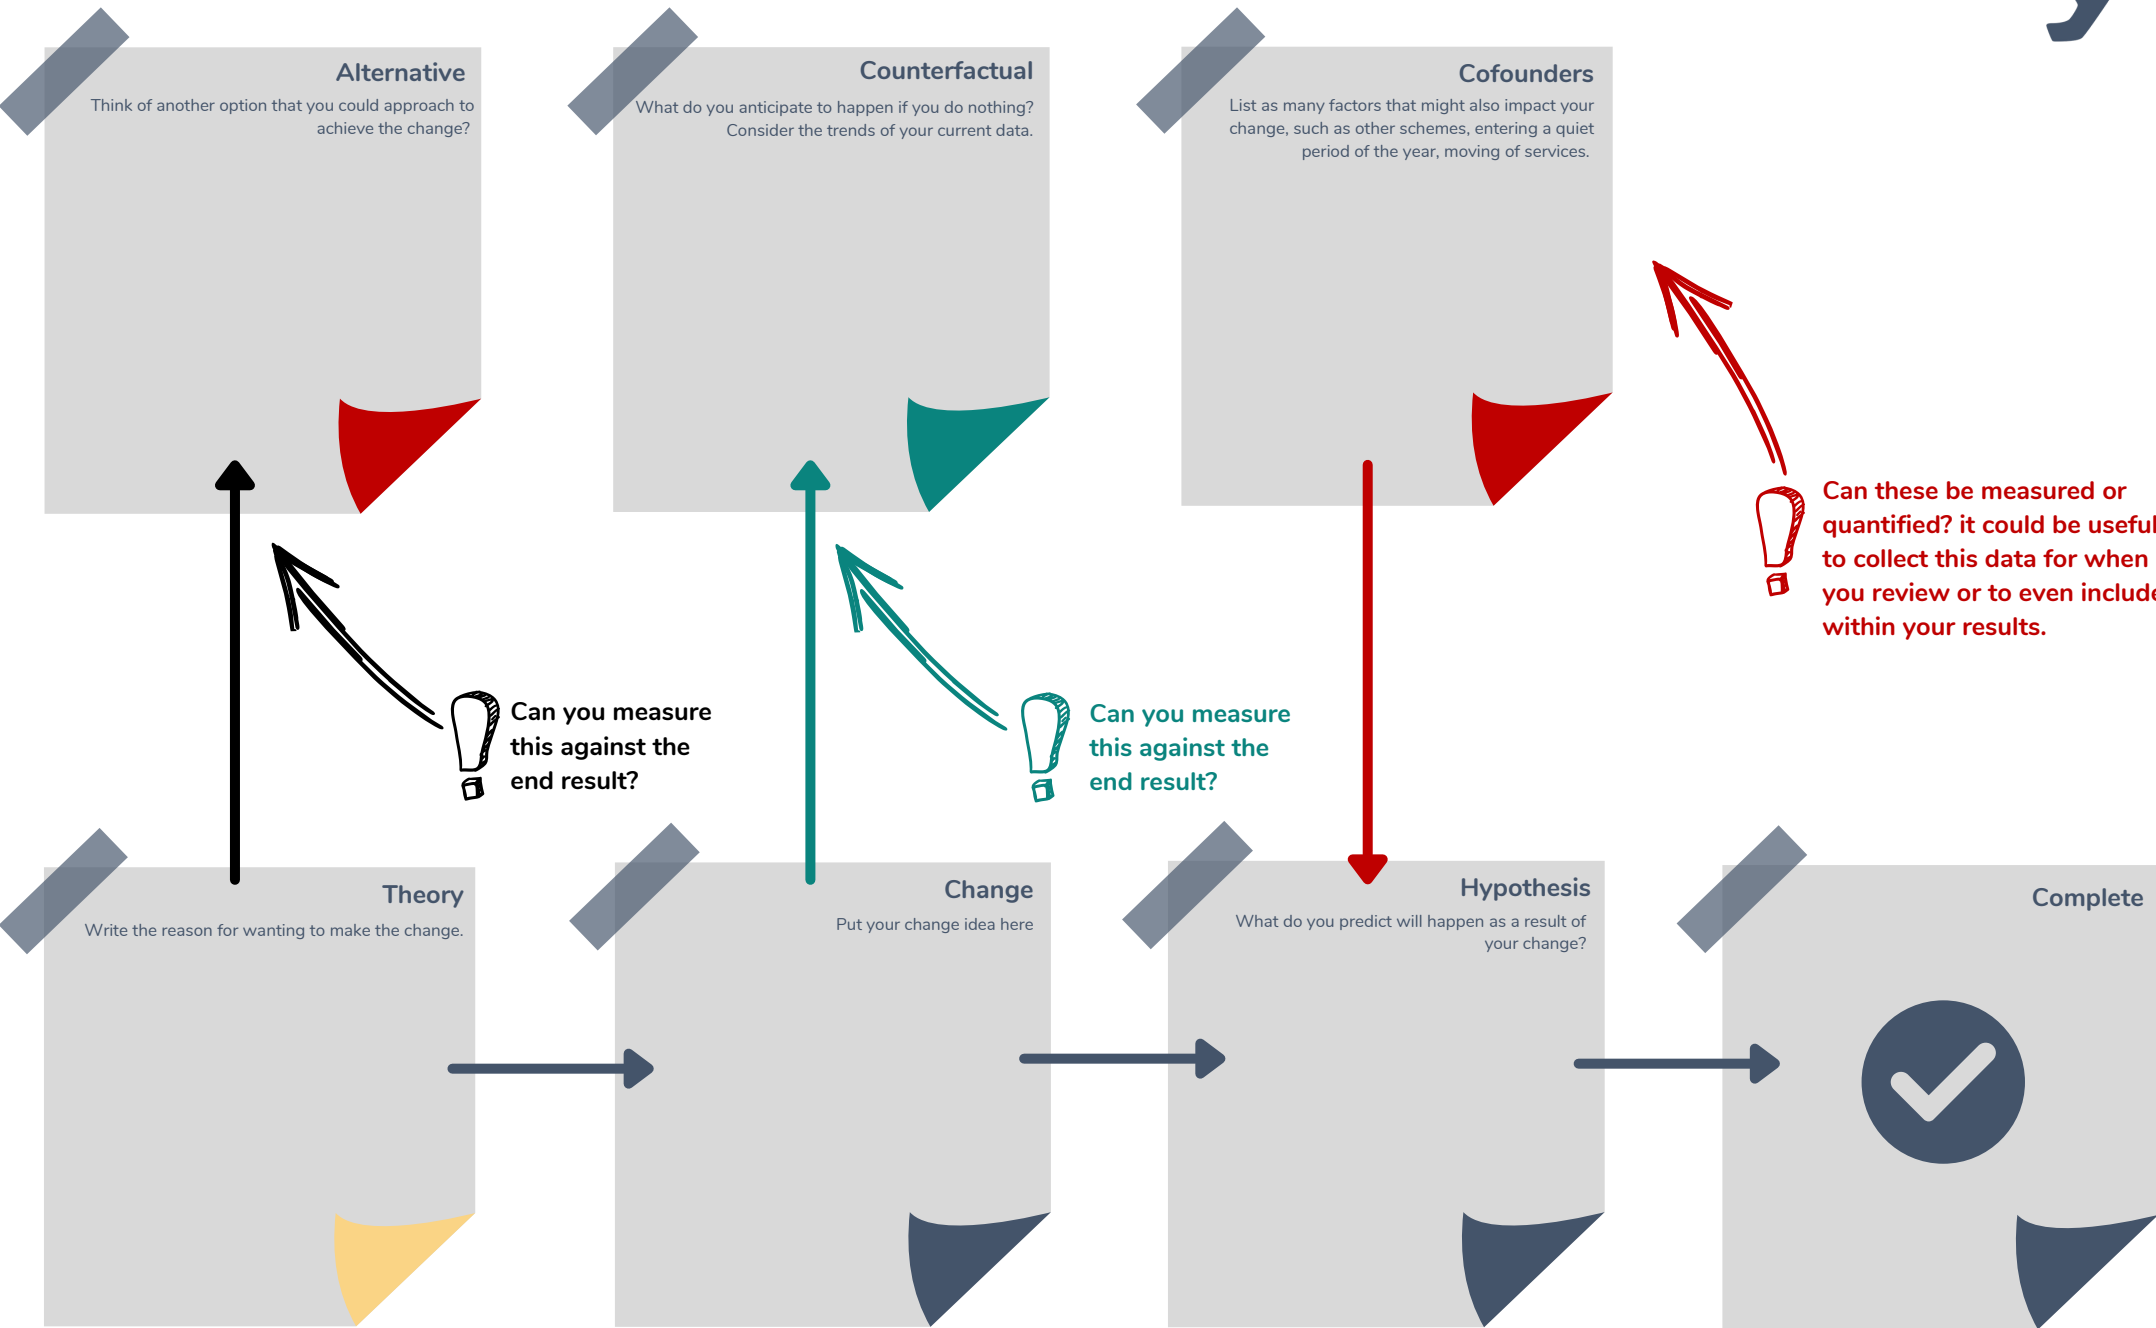 y
Alternative
Think of another option that you could approach to
achieve the change?
Counterfactual
What do you anticipate to happen if you do nothing?
Consider the trends of your current data.
Cofounders
List as many factors that might also impact your
change, such as other schemes, entering a quiet
period of the year, moving of services.
Can these be measured or
quantified? it could be useful
to collect this data for when
you review or to even include
within your results.
Can you measure
this against the
end result?
Can you measure
this against the
end result?
Theory
Write the reason for wanting to make the change.
Change
Put your change idea here
Hypothesis
What do you predict will happen as a result of
your change?
Complete